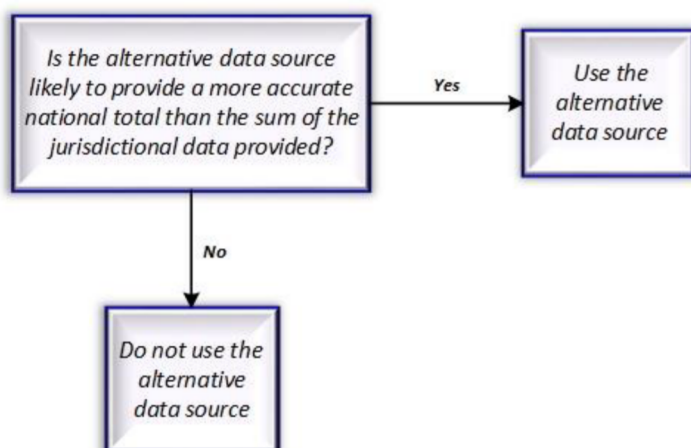 Is the alternative data source
likely to provide a more accurate
national total than the sum of the
jurisdictional data provided?
Yes
Use the
alternative
data source
No
Do not use the
alternative
data source